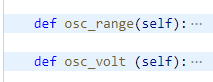 def osc_range(self):···
def osc_volt (self):···